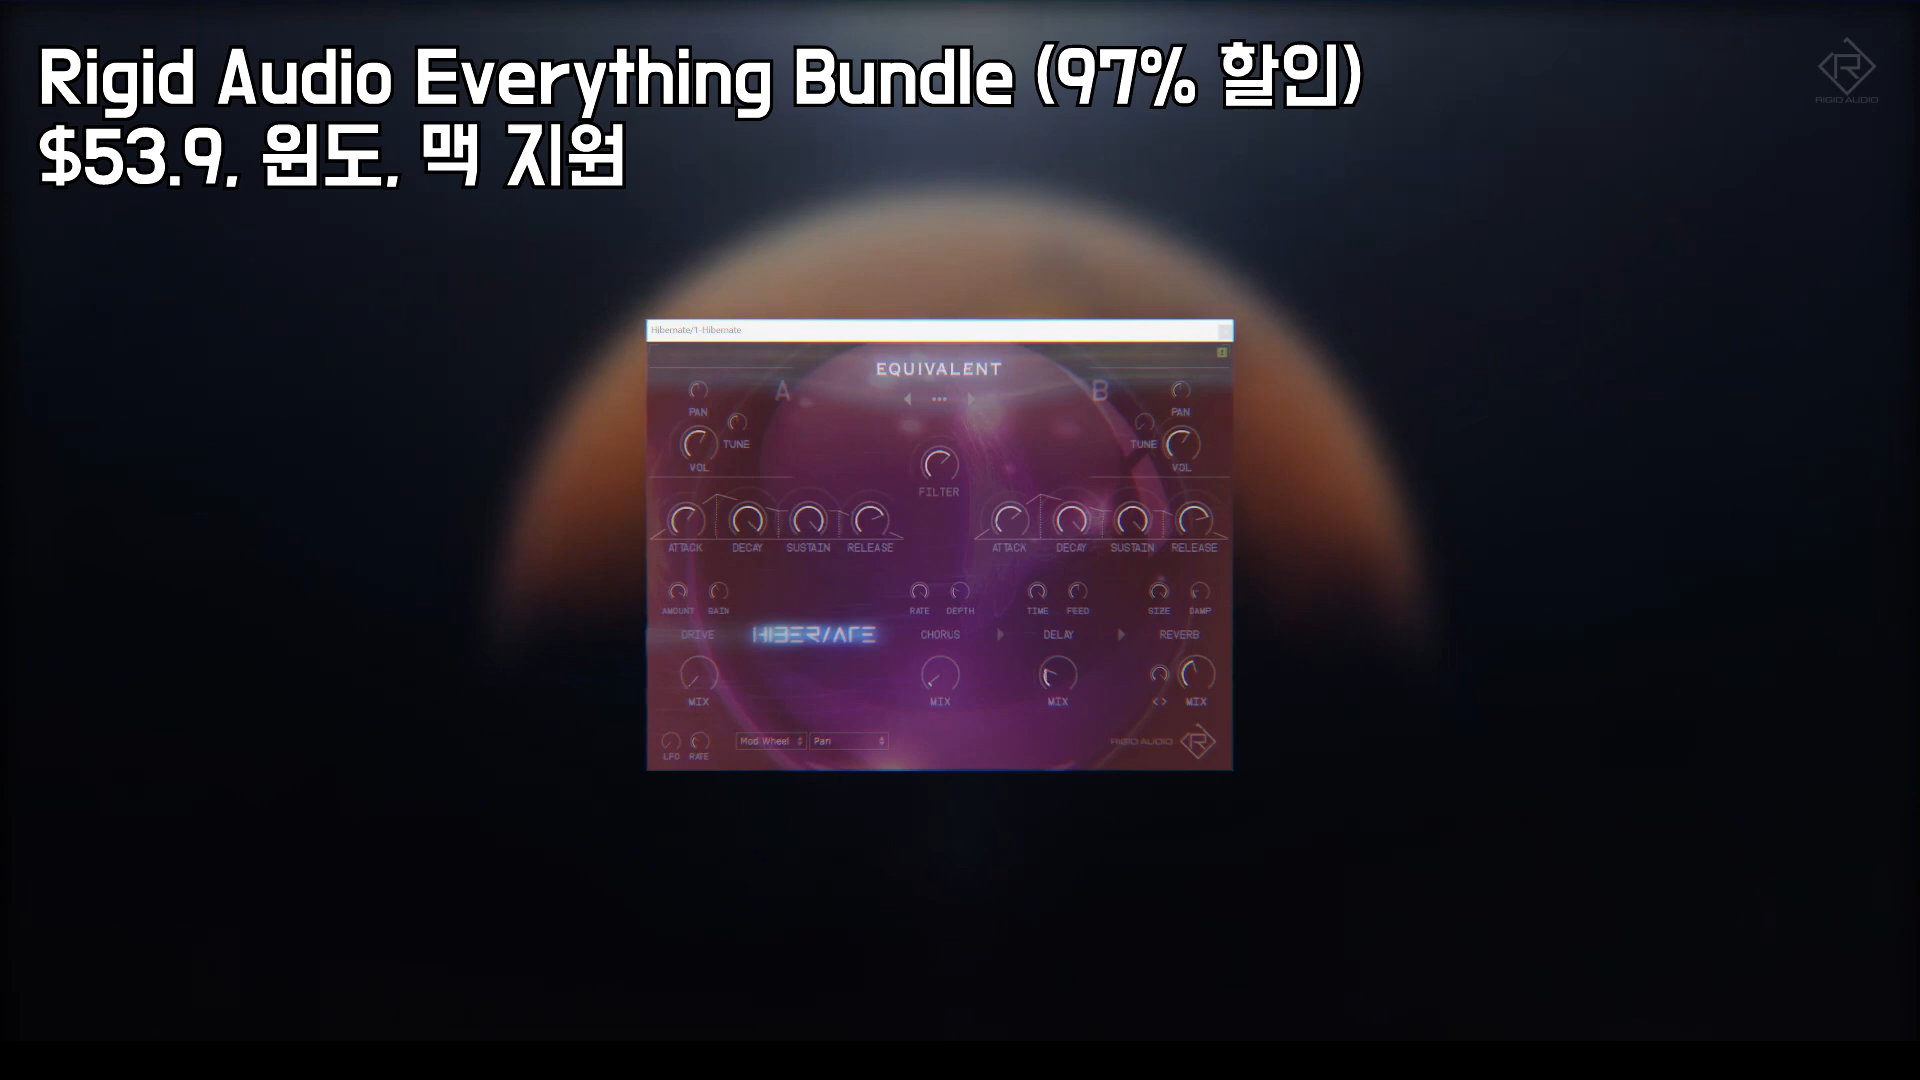 Rigid Audio Everything Bundle (97% 할인)
$53.9, 윈도, 맥 지원
RIGID AUDIO
Hibernate/1-Hibernate
EQUIVALENT
A
B
PAN
PAN
TUNE
TUNE
VOL
VOL
FILTER
ATTACK DECAY SUSTAIN RELEASE
ATTACK DECAY SUSTAIN RELEASE
AMOUNT GAIN
RATE DEPTH
TIME FEED
SIZE DAMP
DRIVE
HIBERNATE
CHORUS
DELAY
REVERB
MIX
MIX
MIX
<> MIX
LFO RATE
Mod Wheel
Pan
RIGID AUDIO